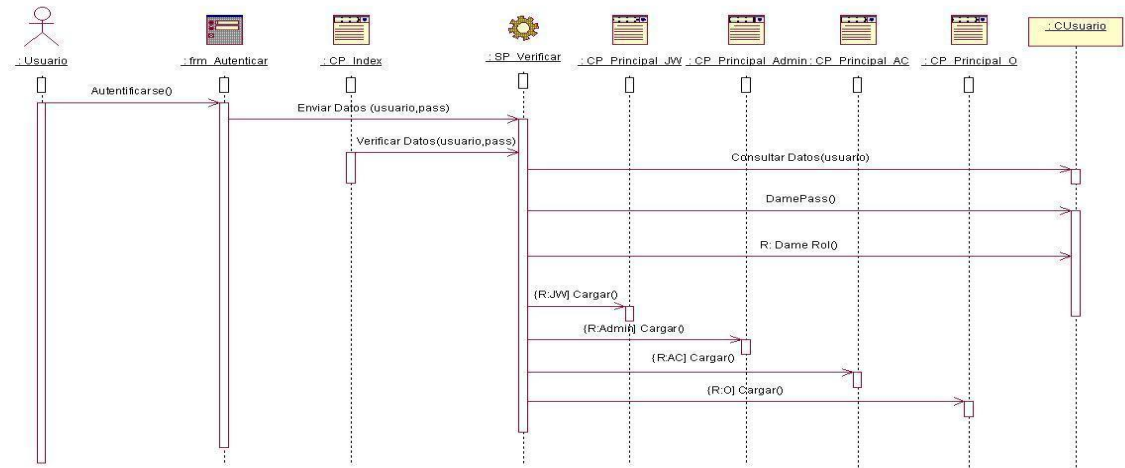 : CUsuario
: Usuario
: frm_Autenticar
: CP_Index
: SP_Verificar
: CP_Principal_JW
: CP_Principal_Admin
: CP_Principal_AC
: CP_Principal_O
Autentificarse()
Enviar Datos (usuario,pass)
Verificar Datos(usuario,pass)
Consultar Datos(usuario)
DamePass()
R: Dame Rol()
{R:JW] Cargar()
{R:Admin] Cargar()
{R:AC] Cargar()
{R:O] Cargar()